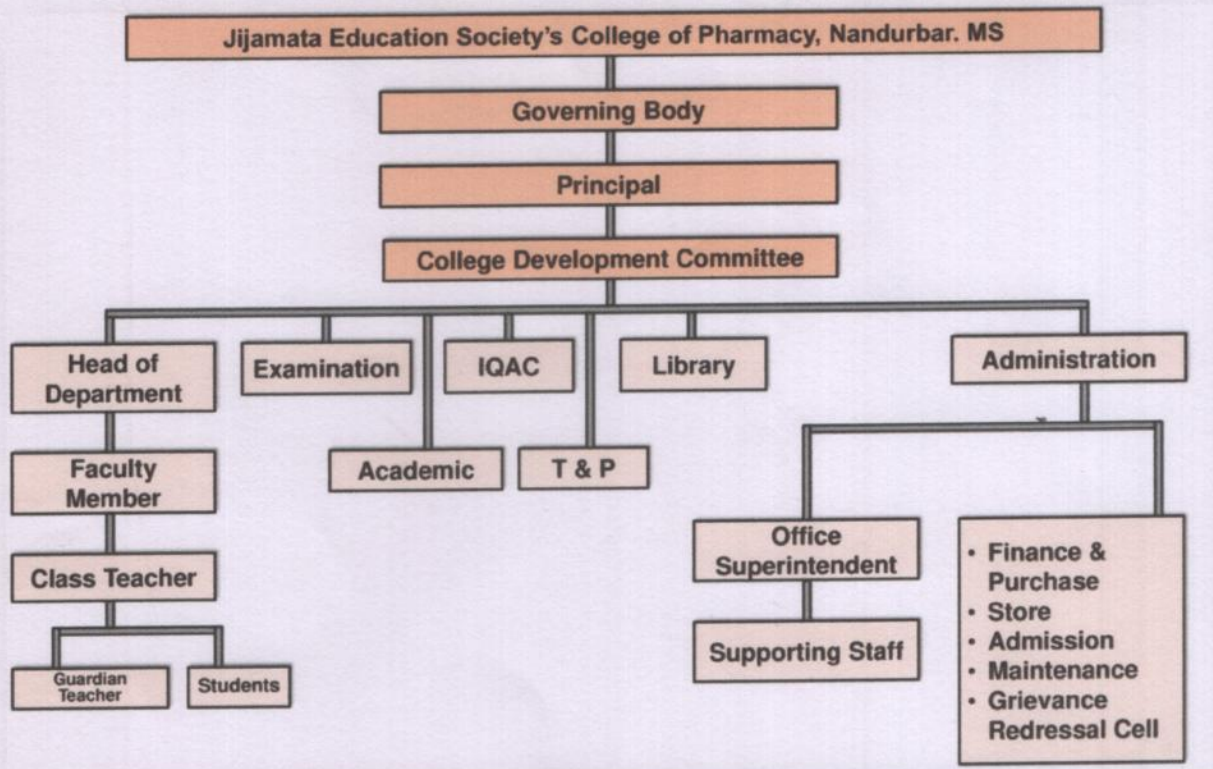 Jijamata Education Society's College of Pharmacy, Nandurbar. MS
Governing Body
Principal
College Development Committee
Head of
Department
Examination
IQAC
Library
Administration
Faculty
Member
Academic
T & P
Class Teacher
Guardian
Teacher
Students
Office
Superintendent
Supporting Staff
• Finance &
Purchase
• Store
• Admission
• Maintenance
• Grievance
Redressal Cell